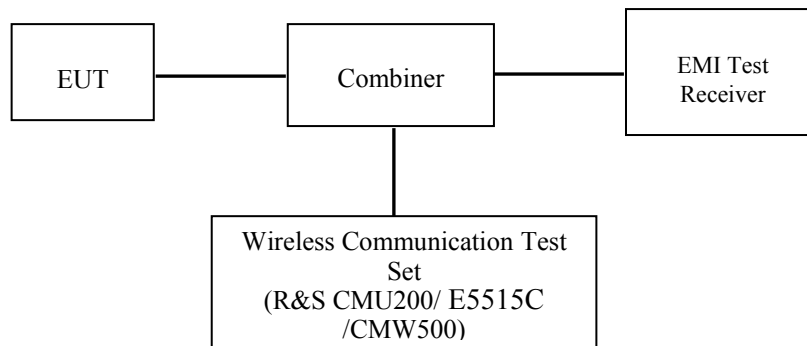 EUT
Combiner
EMI Test
Receiver
Wireless Communication Test
Set
(R&S CMU200/ E5515C
/CMW500)